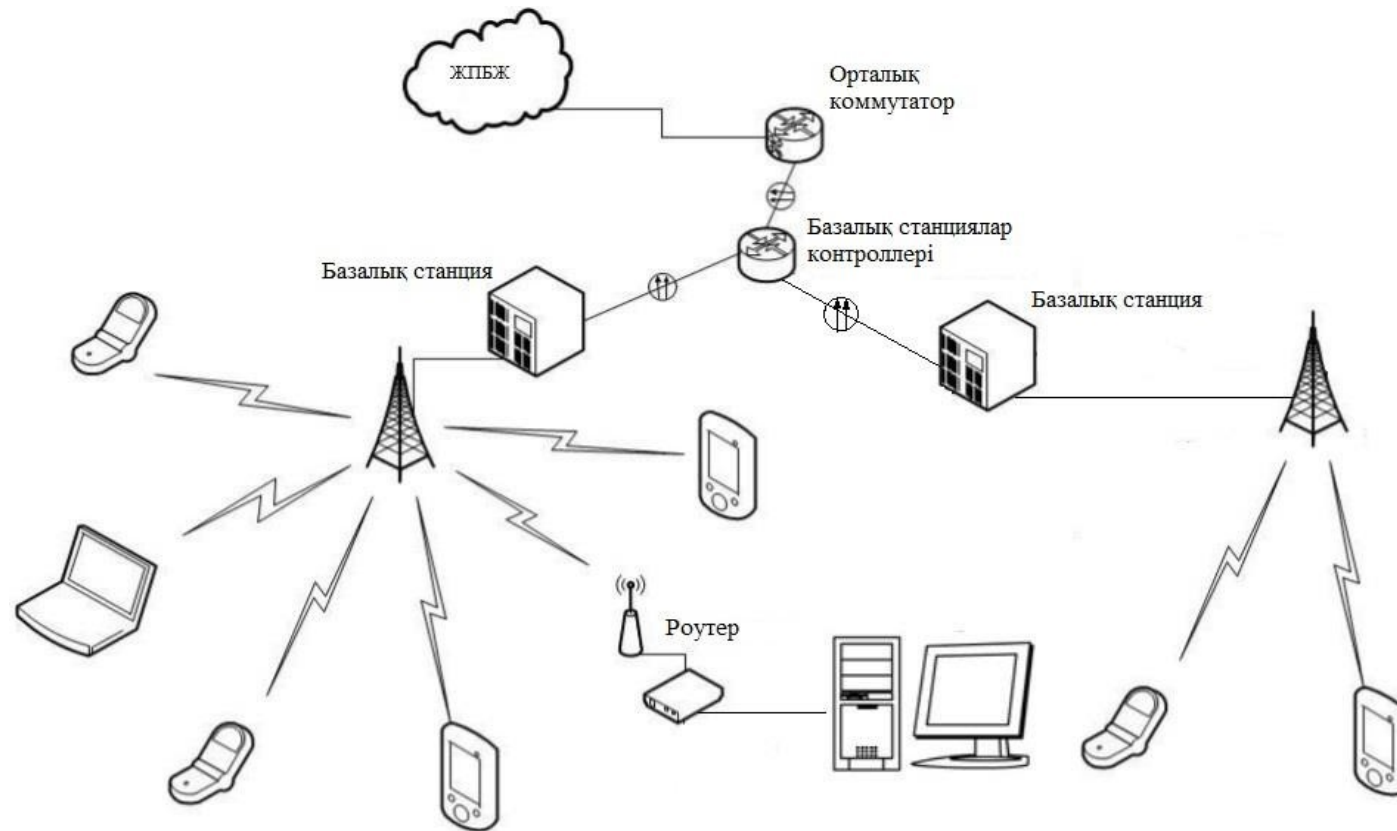 ЖПБЖ
Орталық
коммутатор
Базалық станциялар
контроллері
Базалық станция
Базалық станция
Роутер